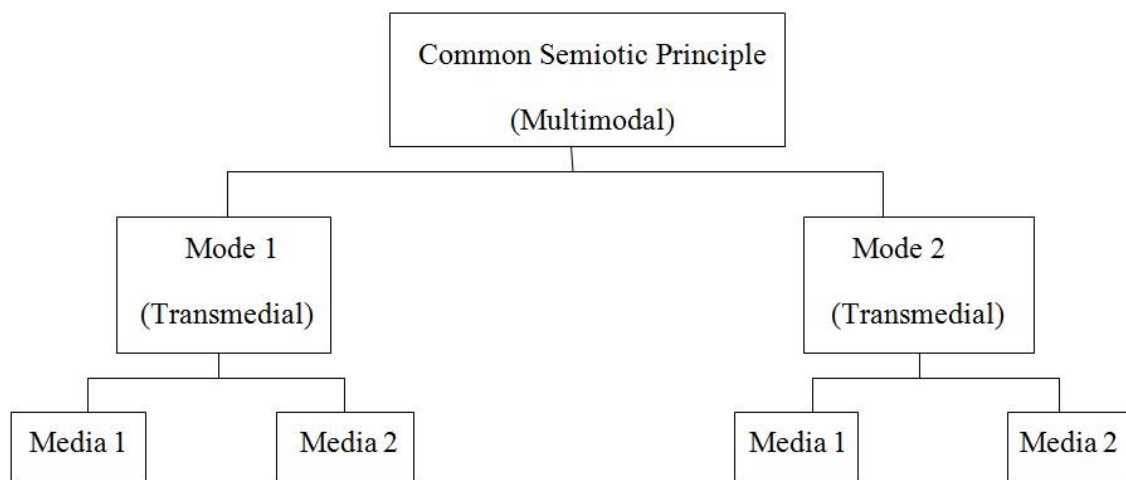 Common Semiotic Principle
(Multimodal)
Mode 1
(Transmedial)
Mode 2
(Transmedial)
Media 1
Media 2
Media 1
Media 2